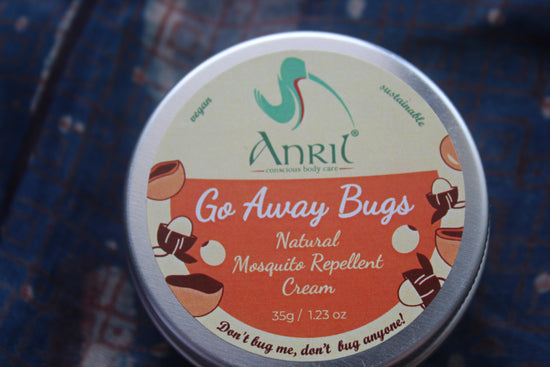 vegan
sustainable
ANRIL®
conscious body care
Go Away Bugs
Natural
Mosquito Repellent
Cream
35g / 1.23 oz
Don't bug me, don't bug anyone!